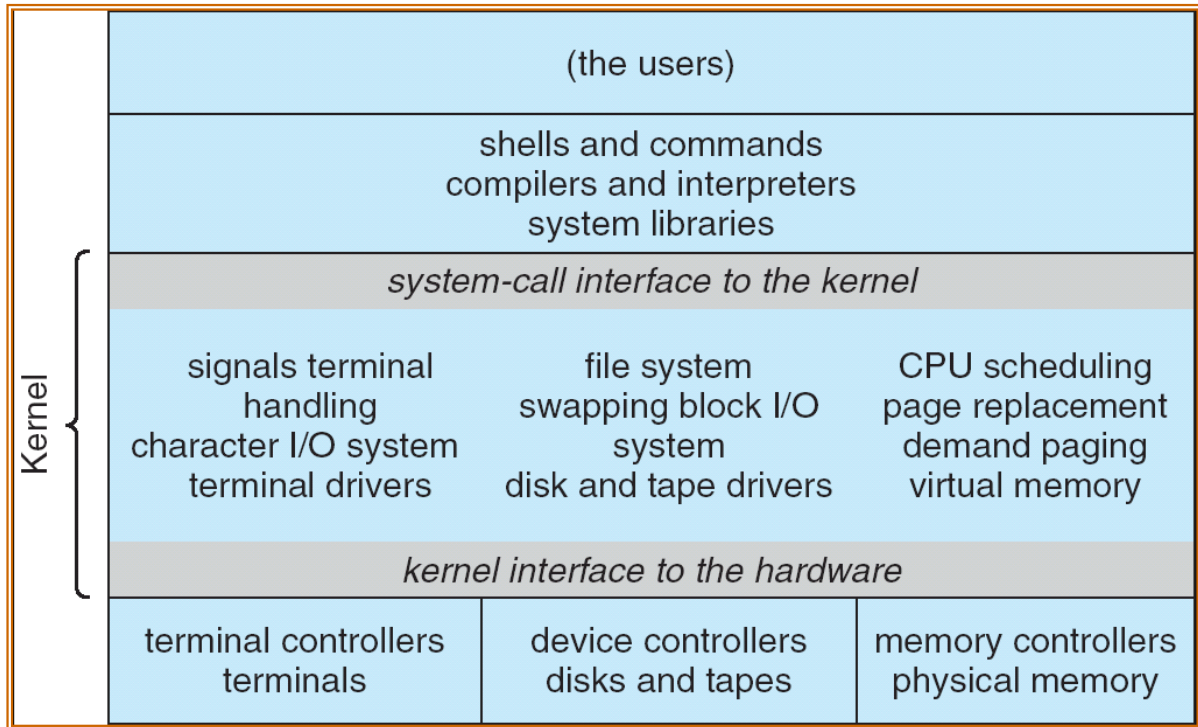 (the users)
shells and commands
compilers and interpreters
system libraries
Kernel
system-call interface to the kernel
signals terminal
handling
character I/O system
terminal drivers
file system
swapping block I/O
system
disk and tape drivers
CPU scheduling
page replacement
demand paging
virtual memory
kernel interface to the hardware
terminal controllers
terminals
device controllers
disks and tapes
memory controllers
physical memory